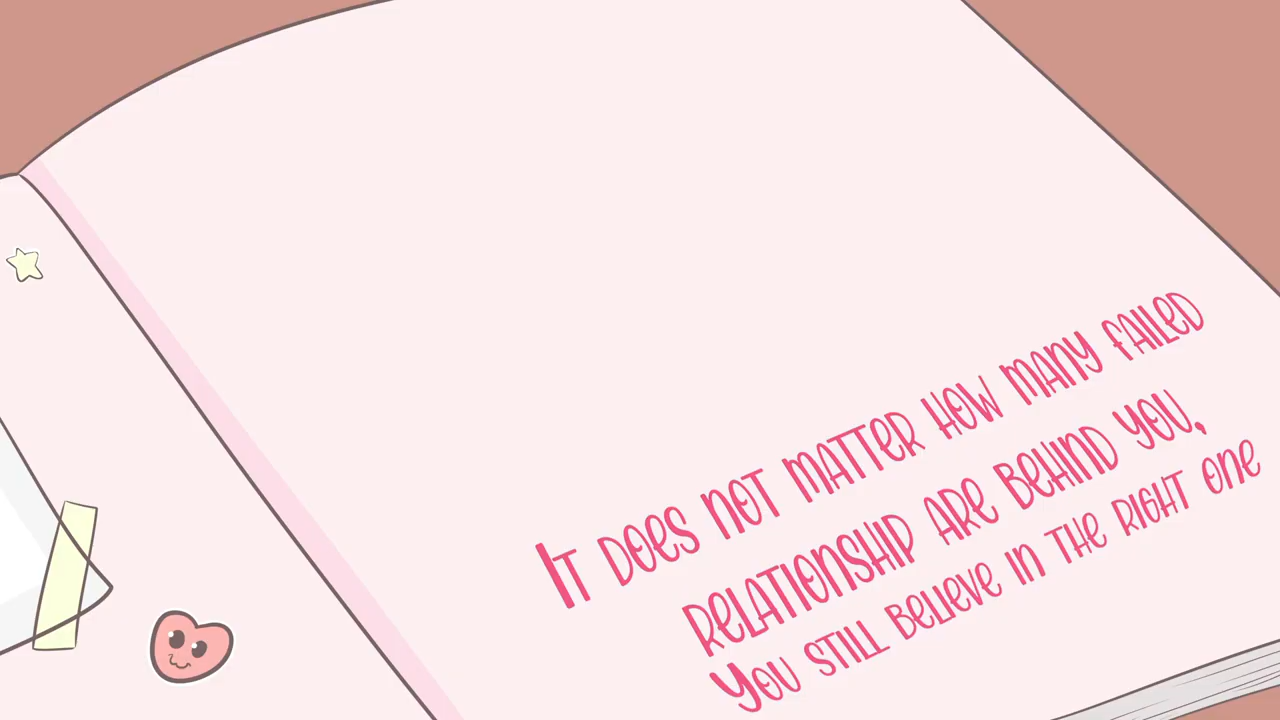 It does not matter how many failed
relationship are behind you,
You still believe in the right one